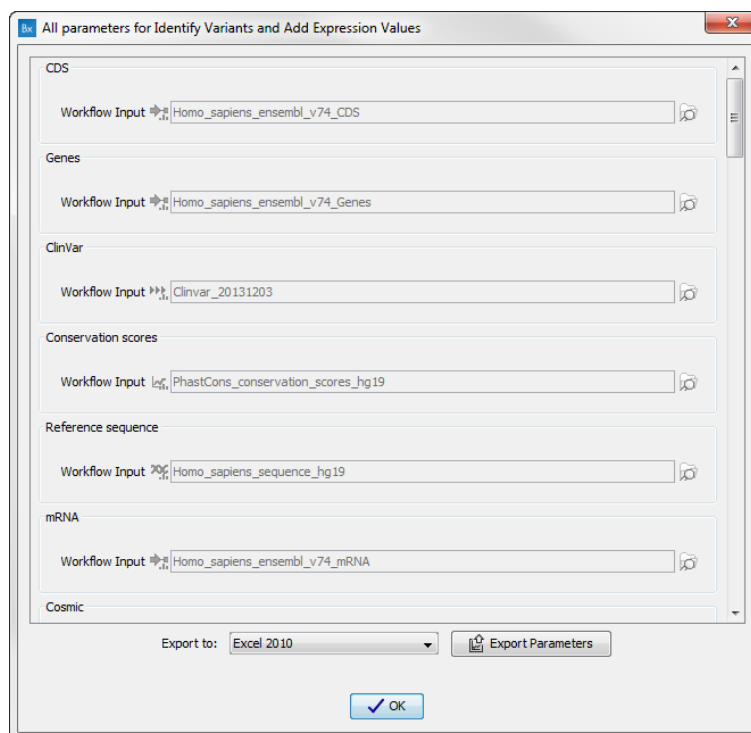 Bx All parameters for Identify Variants and Add Expression Values
CDS
Workflow Input Homo_sapiens_ensembl_v74_CDS
Genes
Workflow Input Homo_sapiens_ensembl_v74_Genes
ClinVar
Workflow Input Clinvar_20131203
Conservation scores
Workflow Input PhastCons_conservation_scores_hg19
Reference sequence
Workflow Input Homo_sapiens_sequence_hg19
mRNA
Workflow Input Homo_sapiens_ensembl_v74_mRNA
Cosmic
Export to: Excel 2010 Export Parameters
OK